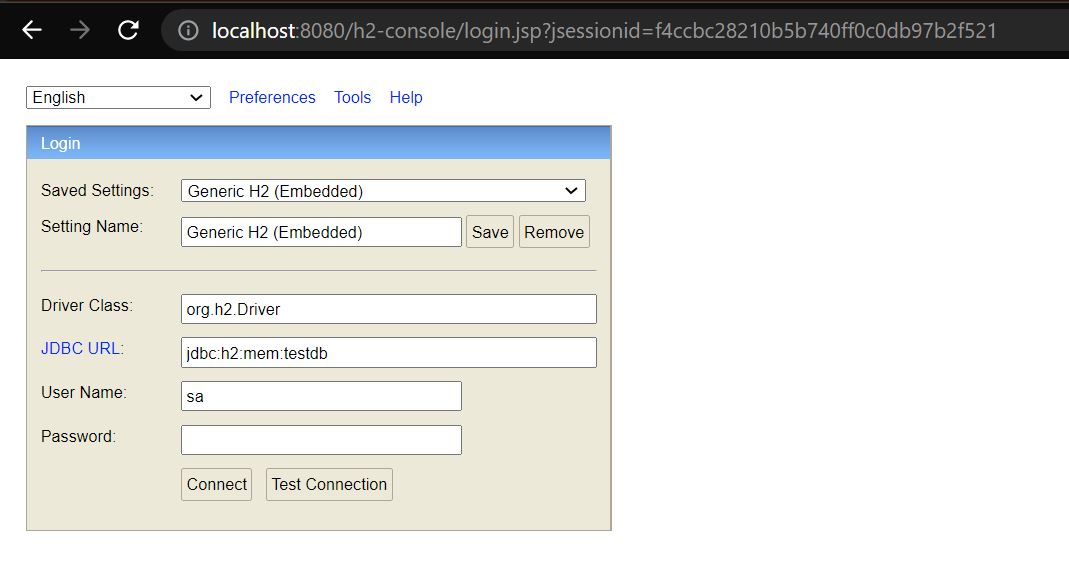 localhost:8080/h2-console/login.jsp?jsessionid=f4ccbc28210b5b740ff0c0db97b2f521
English Preferences Tools Help
Login
Saved Settings: Generic H2 (Embedded)
Setting Name: Generic H2 (Embedded) Save Remove
Driver Class: org.h2.Driver
JDBC URL: jdbc:h2:mem:testdb
User Name: sa
Password:
Connect Test Connection